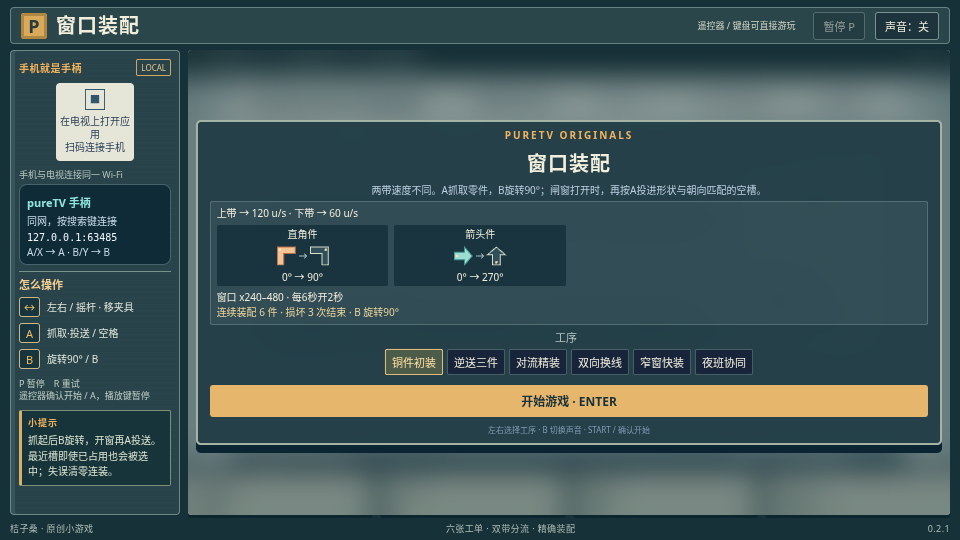 P 窗口装配
遥控器 / 键盘可直接游玩
暂停 P
声音: 关
手机就是手柄
LOCAL
在电视上打开应
用
扫码连接手机
手机与电视连接同一 Wi-Fi
pureTV 手柄
同网，按搜索键连接
127.0.0.1:63485
A/X → A · B/Y → B
怎么操作
↔ 左右 / 摇杆 · 移夹具
A 抓取·投送 / 空格
B 旋转90° / B
P 暂停 R 重试
遥控器确认开始 / A，播放键暂停
小提示
抓起后B旋转，开窗再A投送。
最近槽即使已占用也会被选
中；失误清零连装。
PURETV ORIGINALS
窗口装配
两带速度不同。A抓取零件，B旋转90°；闸窗打开时，再按A投进形状与朝向匹配的空槽。
上带 → 120 u/s · 下带 → 60 u/s
直角件
→
0° → 90°
箭头件
→
0° → 270°
窗口 x240–480 · 每6秒开2秒
连续装配 6 件 · 损坏 3 次结束 · B 旋转90°
工序
铜件初装
逆送三件
对流精装
双向换线
窄窗快装
夜班协同
开始游戏 · ENTER
左右选择工序 · B 切换声音 · START / 确认开始
桔子桑 · 原创小游戏
六张工单 · 双带分流 · 精确装配
0.2.1